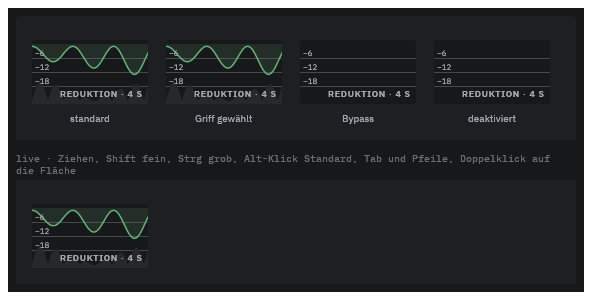 -6 -6 -6 -6
-12 -12 -12 -12
-18 -18 -18 -18
REDUKTION · 4 S REDUKTION · 4 S REDUKTION · 4 S REDUKTION · 4 S
standard Griff gewählt Bypass deaktiviert
live · Ziehen, Shift fein, Strg grob, Alt-Klick Standard, Tab und Pfeile, Doppelklick auf
die Fläche
-6
-12
-18
REDUKTION · 4 S